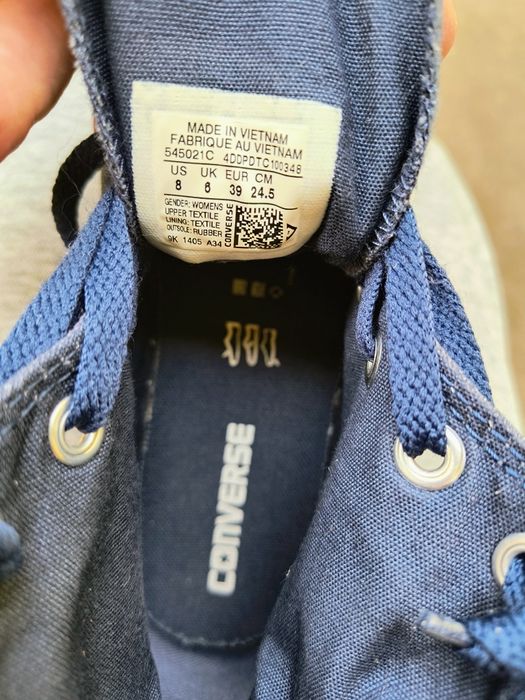 MADE IN VIETNAM
FABRIQUE AU VIETNAM
545021C 4DDPDTC100348
US UK EUR CM
8 6 39 24.5
GENDER: WOMENS
UPPER TEXTILE
LINING: TEXTILE
OUTSOLE: RUBBER
9K 1405 A34
CONVERSE
CONVERSE